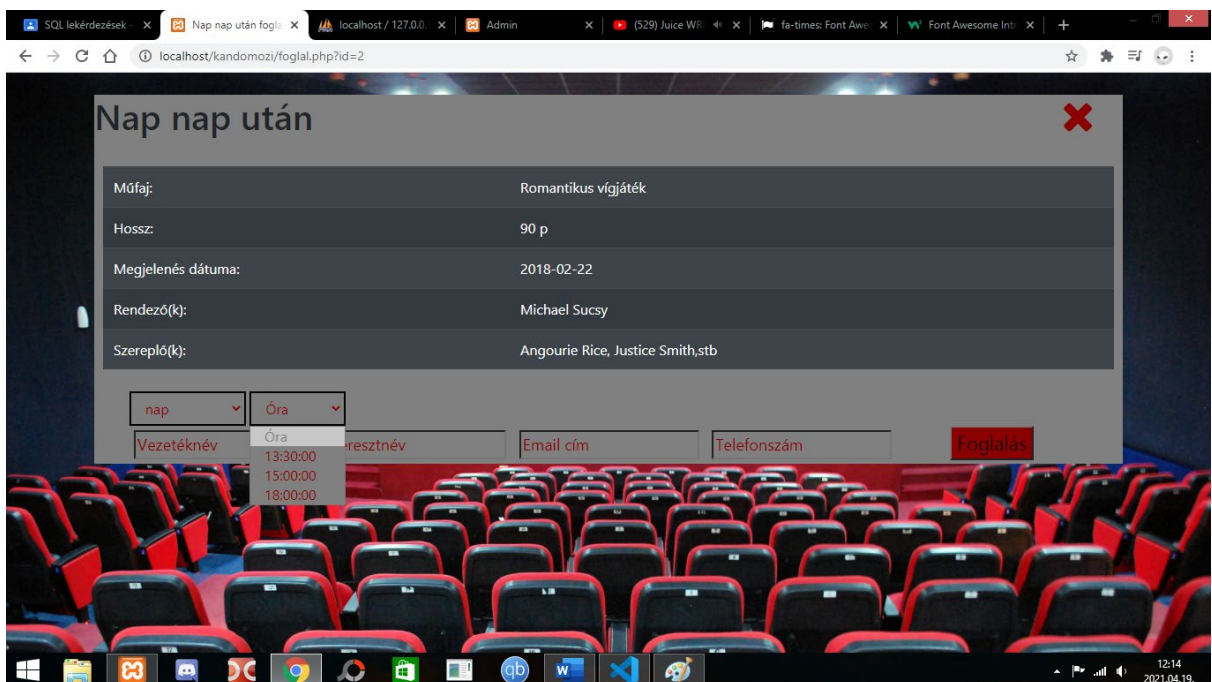 SQL lekérdezések -
Nap nap után fogla
localhost / 127.0.0.
Admin
(529) Juice WR
fa-times: Font Awe
Font Awesome Int
localhost/kandomozi/foglal.php?id=2
Nap nap után
Műfaj: Romantikus vígjáték
Hossz: 90 p
Megjelenés dátuma: 2018-02-22
Rendező(k): Michael Sucsy
Szereplő(k): Angourie Rice, Justice Smith,stb
nap Óra
Vezetéknév Óra resztnév Email cím Telefonszám Foglalás
13:30:00
15:00:00
18:00:00
12:14
2021.04.19.